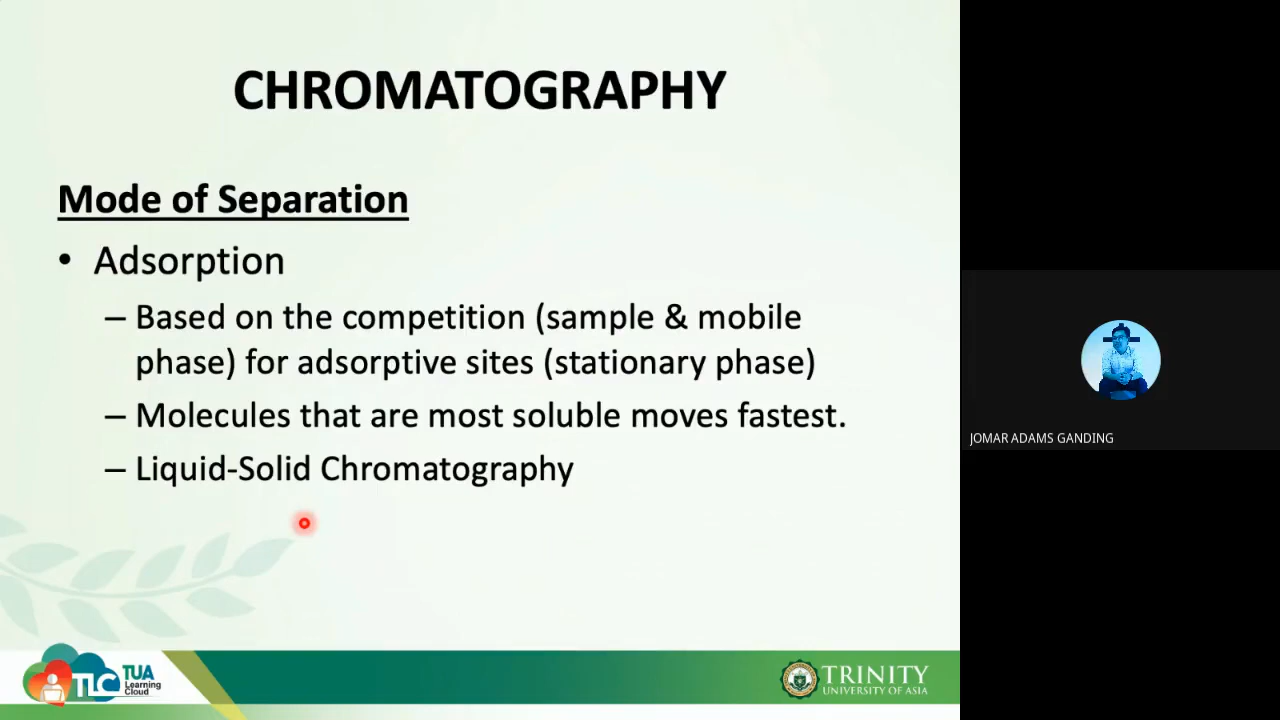 CHROMATOGRAPHY
Mode of Separation
• Adsorption
– Based on the competition (sample & mobile
phase) for adsorptive sites (stationary phase)
– Molecules that are most soluble moves fastest.
– Liquid-Solid Chromatography
JOMAR ADAMS GANDING
TLC TUA
Learning
Cloud
TRINITY
UNIVERSITY OF ASIA